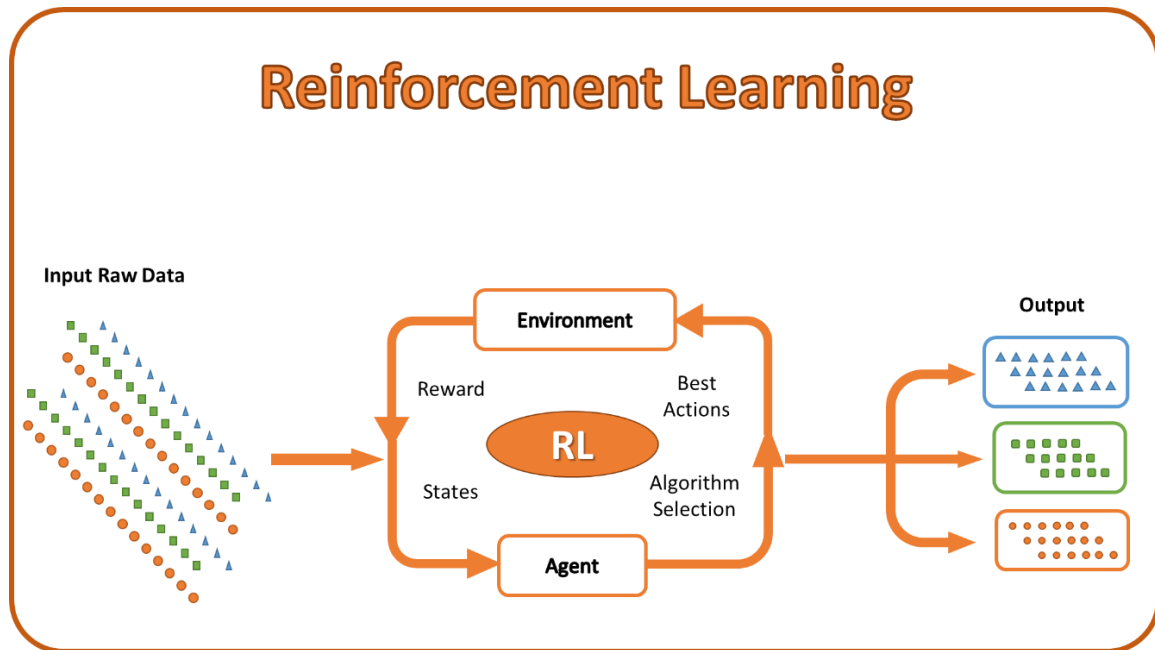 Reinforcement Learning
Input Raw Data
Environment
Output
Reward
Best
Actions
RL
States
Algorithm
Selection
Agent